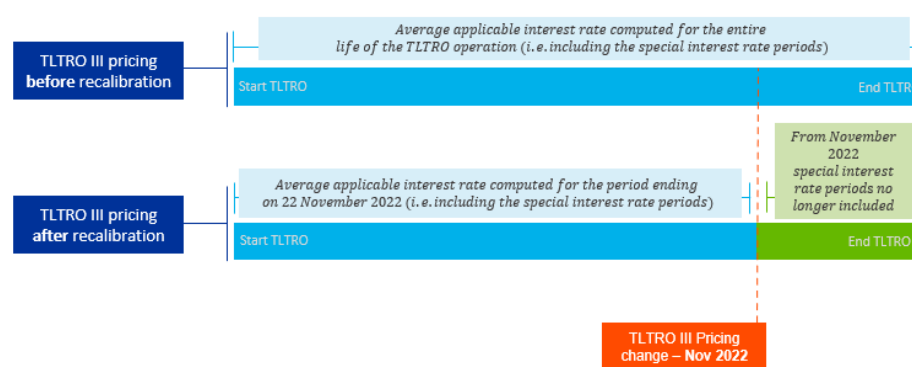 Average applicable interest rate computed for the entire
life of the TLTRO operation (i.e.including the special interest rate periods)
TLTRO III pricing
before recalibration
Start TLTRO
End TLTR
From November
2022
special interest
rate periods no
longer included
Average applicable interest rate computed for the period ending
on 22 November 2022 (i.e.including the special interest rate periods)
TLTRO III pricing
after recalibration
Start TLTRO
End TLTRO
TLTRO III Pricing
change – Nov 2022